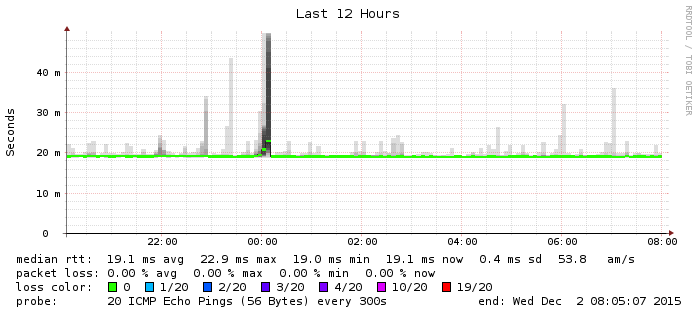 Last 12 Hours
RRDTOOL / TOBI OETIKER
Seconds
40 m
30 m
20 m
10 m
0
22:00 00:00 02:00 04:00 06:00 08:00
median rtt: 19.1 ms avg 22.9 ms max 19.0 ms min 19.1 ms now 0.4 ms sd 53.8 am/s
packet loss: 0.00 % avg 0.00 % max 0.00 % min 0.00 % now
loss color: 0 1/20 2/20 3/20 4/20 10/20 19/20
probe: 20 ICMP Echo Pings (56 Bytes) every 300s end: Wed Dec 2 08:05:07 2015